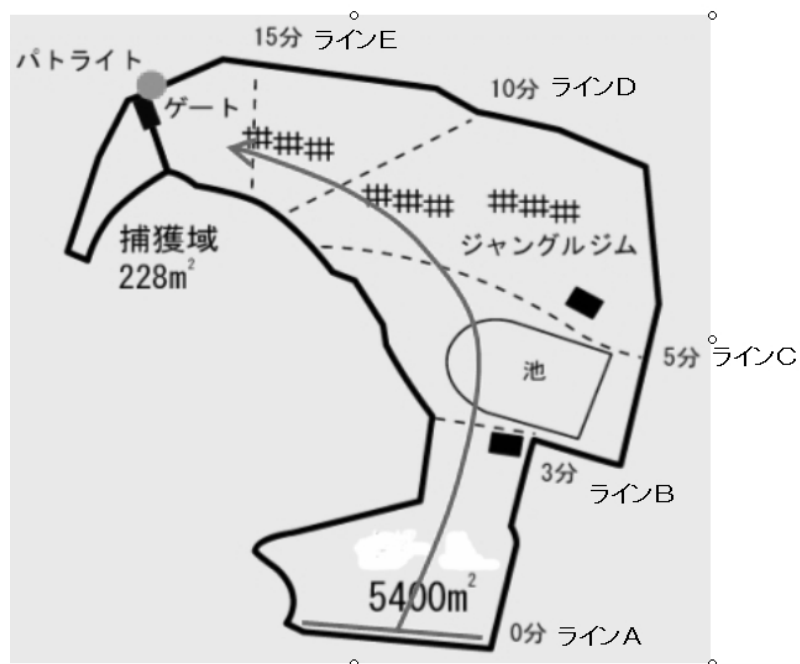 15分 ラインE
パトライト
ゲート
10分 ラインD
捕獲域
228m²
ジャングルジム
池
5分 ラインC
3分
ラインB
5400m²
0分 ラインA